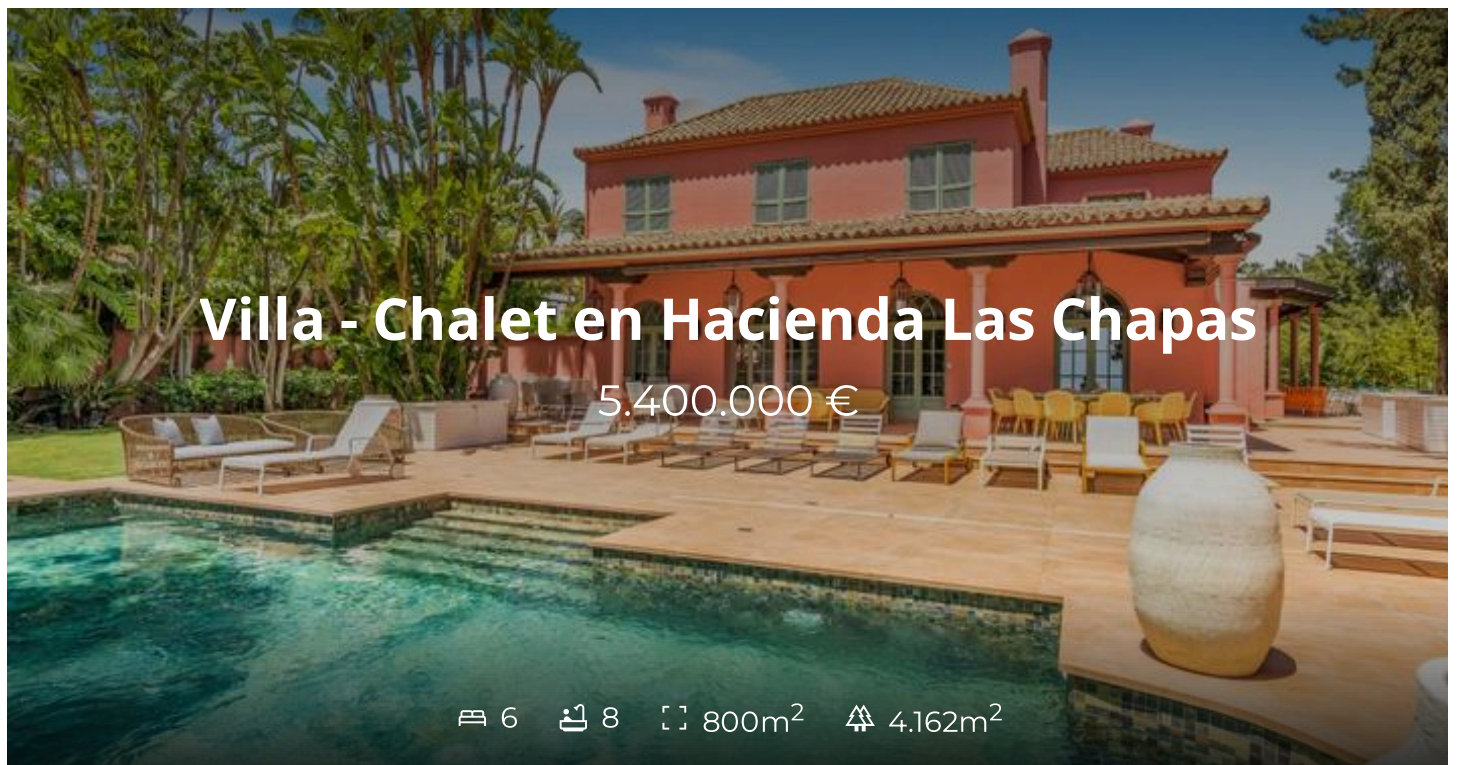 Villa - Chalet en Hacienda Las Chapas
5.400.000 €
6 8 800m² 4.162m²